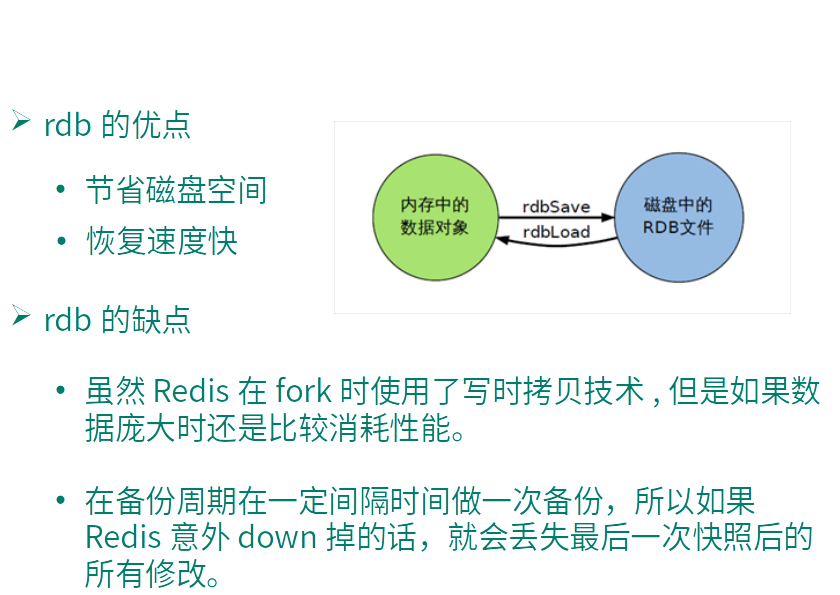 rdb 的优点
节省磁盘空间
恢复速度快
内存中的
数据对象
rdbSave
rdbLoad
磁盘中的
RDB文件
rdb 的缺点
虽然 Redis 在 fork 时使用了写时拷贝技术 , 但是如果数
据庞大时还是比较消耗性能。
在备份周期在一定间隔时间做一次备份，所以如果
Redis 意外 down 掉的话，就会丢失最后一次快照后的
所有修改。